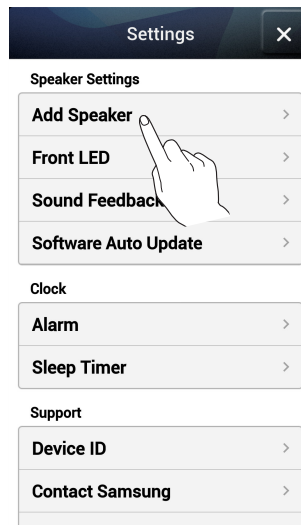 Settings
Speaker Settings
Add Speaker
Front LED
Sound Feedback
Software Auto Update
Clock
Alarm
Sleep Timer
Support
Device ID
Contact Samsung